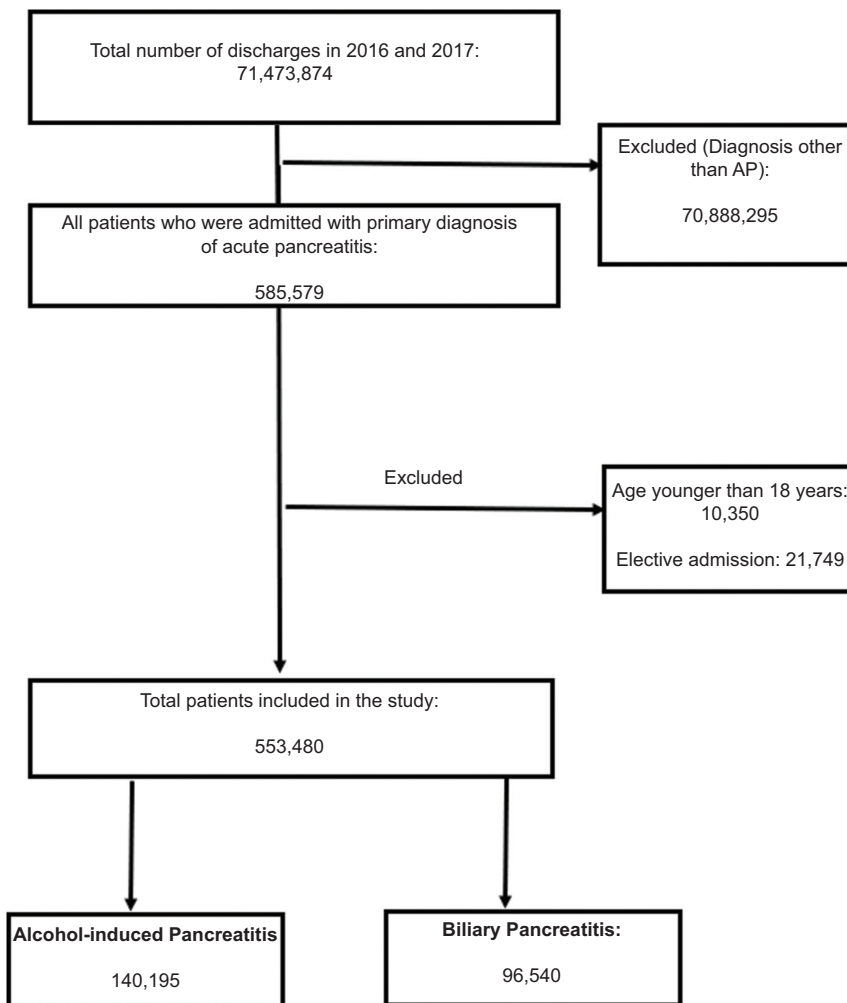 Total number of discharges in 2016 and 2017:
71,473,874
Excluded (Diagnosis other
than AP):
70,888,295
All patients who were admitted with primary diagnosis
of acute pancreatitis:
585,579
Excluded
Age younger than 18 years:
10,350
Elective admission: 21,749
Total patients included in the study:
553,480
Alcohol-induced Pancreatitis
140,195
Biliary Pancreatitis:
96,540